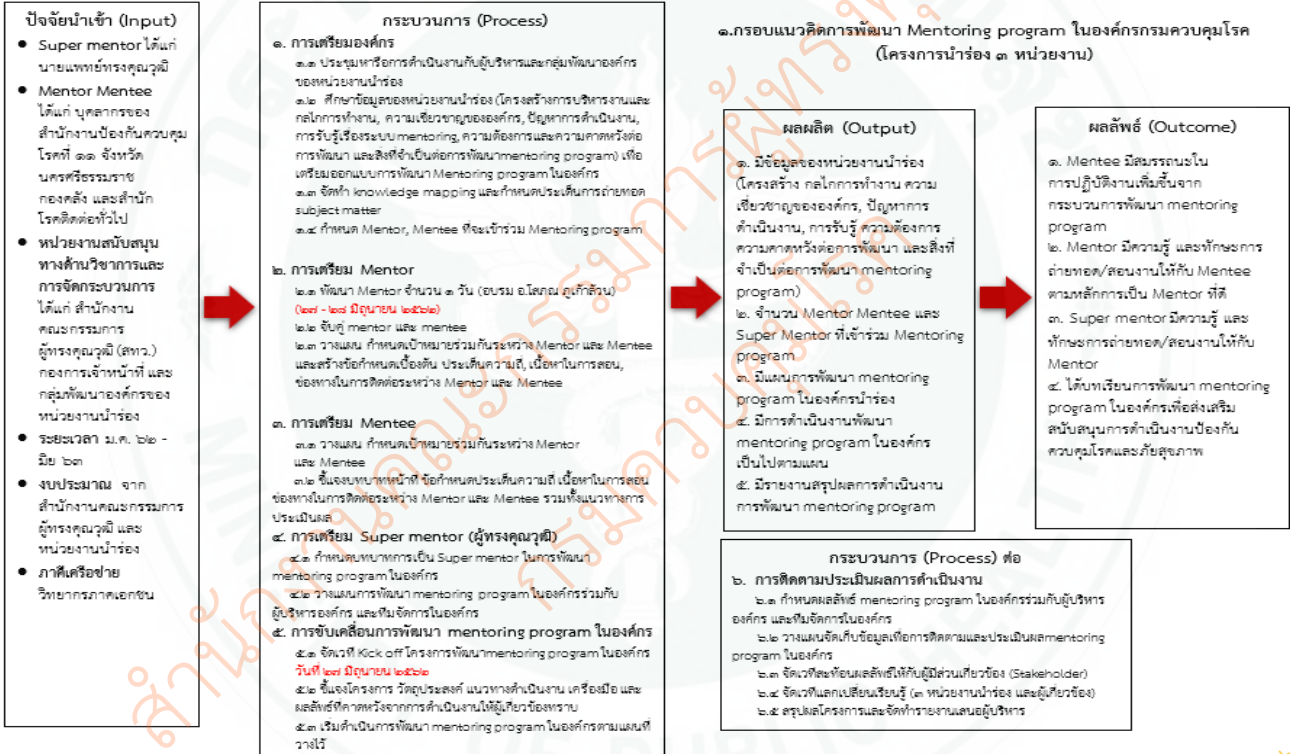 ๑.กรอบแนวคิดการพัฒนา Mentoring program ในองค์กรกรมควบคุมโรค
(โครงการนำร่อง ๓ หน่วยงาน)
ปัจจัยนำเข้า (Input)
● Super mentor ได้แก่
นายแพทย์ทรงคุณวุฒิ
● Mentor Mentee
ได้แก่ บุคลากรของ
สำนักงานป้องกันควบคุม
โรคที่ ๑๑ จังหวัด
นครศรีธรรมราช
กองคลัง และสำนัก
โรคติดต่อทั่วไป
● หน่วยงานสนับสนุน
ทางด้านวิชาการและ
การจัดกระบวนการ
ได้แก่ สำนักงาน
คณะกรรมการ
ผู้ทรงคุณวุฒิ (สทว.)
กองการเจ้าหน้าที่ และ
กลุ่มพัฒนาองค์กรของ
หน่วยงานนำร่อง
● ระยะเวลา ม.ค. ๖๒ -
มิย ๖๓
● งบประมาณ จาก
สำนักงานคณะกรรมการ
ผู้ทรงคุณวุฒิ และ
หน่วยงานนำร่อง
● ภาคีเครือข่าย
วิทยากรภาคเอกชน
กระบวนการ (Process)
๑. การเตรียมองค์กร
๑.๑ ประชุมหารือการดำเนินงานกับผู้บริหารและกลุ่มพัฒนาองค์กร
ของหน่วยงานนำร่อง
๑.๒ ศึกษาข้อมูลของหน่วยงานนำร่อง (โครงสร้างการบริหารงานและ
กลไกการทำงาน, ความเชี่ยวชาญขององค์กร, ปัญหาการดำเนินงาน,
การรับรู้เรื่องระบบmentoring, ความต้องการและความคาดหวังต่อ
การพัฒนา และสิ่งที่จำเป็นต่อการพัฒนาmentoring program) เพื่อ
เตรียมออกแบบการพัฒนา Mentoring program ในองค์กร
๑.๓ จัดทำ knowledge mapping และกำหนดประเด็นการถ่ายทอด
subject matter
๑.๔ กำหนด Mentor, Mentee ที่จะเข้าร่วม Mentoring program
๒. การเตรียม Mentor
๒.๑ พัฒนา Mentor จำนวน ๑ วัน (อบรม อ.โสภณ ภูเก้าล้วน)
(๒๗ - ๒๘ มิถุนายน ๒๕๖๒)
๒.๒ จับคู่ mentor และ mentee
๒.๓ วางแผน กำหนดเป้าหมายร่วมกันระหว่าง Mentor และ Mentee
และสร้างข้อกำหนดเบื้องต้น ประเด็นความถี่, เนื้อหาในการสอน,
ช่องทางในการติดต่อระหว่าง Mentor และ Mentee
๓. การเตรียม Mentee
๓.๑ วางแผน กำหนดเป้าหมายร่วมกันระหว่าง Mentor
และ Mentee
๓.๒ ชี้แจงบทบาทหน้าที่ ข้อกำหนดประเด็นความถี่ เนื้อหาในการสอน
ช่องทางในการติดต่อระหว่าง Mentor และ Mentee รวมทั้งแนวทางการ
ประเมินผล
๔. การเตรียม Super mentor (ผู้ทรงคุณวุฒิ)
๔.๑ กำหนดบทบาทการเป็น Super mentor ในการพัฒนา
mentoring program ในองค์กร
๔.๒ วางแผนการพัฒนา mentoring program ในองค์กรร่วมกับ
ผู้บริหารองค์กร และทีมจัดการในองค์กร
๕. การขับเคลื่อนการพัฒนา mentoring program ในองค์กร
๕.๑ จัดเวที Kick off โครงการพัฒนาmentoring program ในองค์กร
วันที่ ๒๗ มิถุนายน ๒๕๖๒
๕.๒ ชี้แจงโครงการ วัตถุประสงค์ แนวทางดำเนินงาน เครื่องมือ และ
ผลลัพธ์ที่คาดหวังจากการดำเนินงานให้ผู้เกี่ยวข้องทราบ
๕.๓ เริ่มดำเนินการพัฒนา mentoring program ในองค์กรตามแผนที่
วางไว้
ผลผลิต (Output)
๑. มีข้อมูลของหน่วยงานนำร่อง
(โครงสร้าง กลไกการทำงาน ความ
เชี่ยวชาญขององค์กร, ปัญหาการ
ดำเนินงาน, การรับรู้ ความต้องการ
ความคาดหวังต่อการพัฒนา และสิ่งที่
จำเป็นต่อการพัฒนา mentoring
program)
๒. จำนวน Mentor Mentee และ
Super Mentor ที่เข้าร่วม Mentoring
program
๓. มีแผนการพัฒนา mentoring
program ในองค์กรนำร่อง
๔. มีการดำเนินงานพัฒนา
mentoring program ในองค์กร
เป็นไปตามแผน
๕. มีรายงานสรุปผลการดำเนินงาน
การพัฒนา mentoring program
ผลลัพธ์ (Outcome)
๑. Mentee มีสมรรถนะใน
การปฏิบัติงานเพิ่มขึ้นจาก
กระบวนการพัฒนา mentoring
program
๒. Mentor มีความรู้ และทักษะการ
ถ่ายทอด/สอนงานให้กับ Mentee
ตามหลักการเป็น Mentor ที่ดี
๓. Super mentor มีความรู้ และ
ทักษะการถ่ายทอด/สอนงานให้กับ
Mentor
๔. ได้บทเรียนการพัฒนา mentoring
program ในองค์กรเพื่อส่งเสริม
สนับสนุนการดำเนินงานป้องกัน
ควบคุมโรคและภัยสุขภาพ
กระบวนการ (Process) ต่อ
๖. การติดตามประเมินผลการดำเนินงาน
๖.๑ กำหนดผลลัพธ์ mentoring program ในองค์กรร่วมกับผู้บริหาร
องค์กร และทีมจัดการในองค์กร
๖.๒ วางแผนจัดเก็บข้อมูลเพื่อการติดตามและประเมินผลmentoring
program ในองค์กร
๖.๓ จัดเวทีสะท้อนผลลัพธ์ให้กับผู้มีส่วนเกี่ยวข้อง (Stakeholder)
๖.๔ จัดเวทีแลกเปลี่ยนเรียนรู้ (๓ หน่วยงานนำร่อง และผู้เกี่ยวข้อง)
๖.๕ สรุปผลโครงการและจัดทำรายงานเสนอผู้บริหาร
สำนักงานคณะกรรมการผู้ทรงคุณวุฒิ
กรมควบคุมโรค